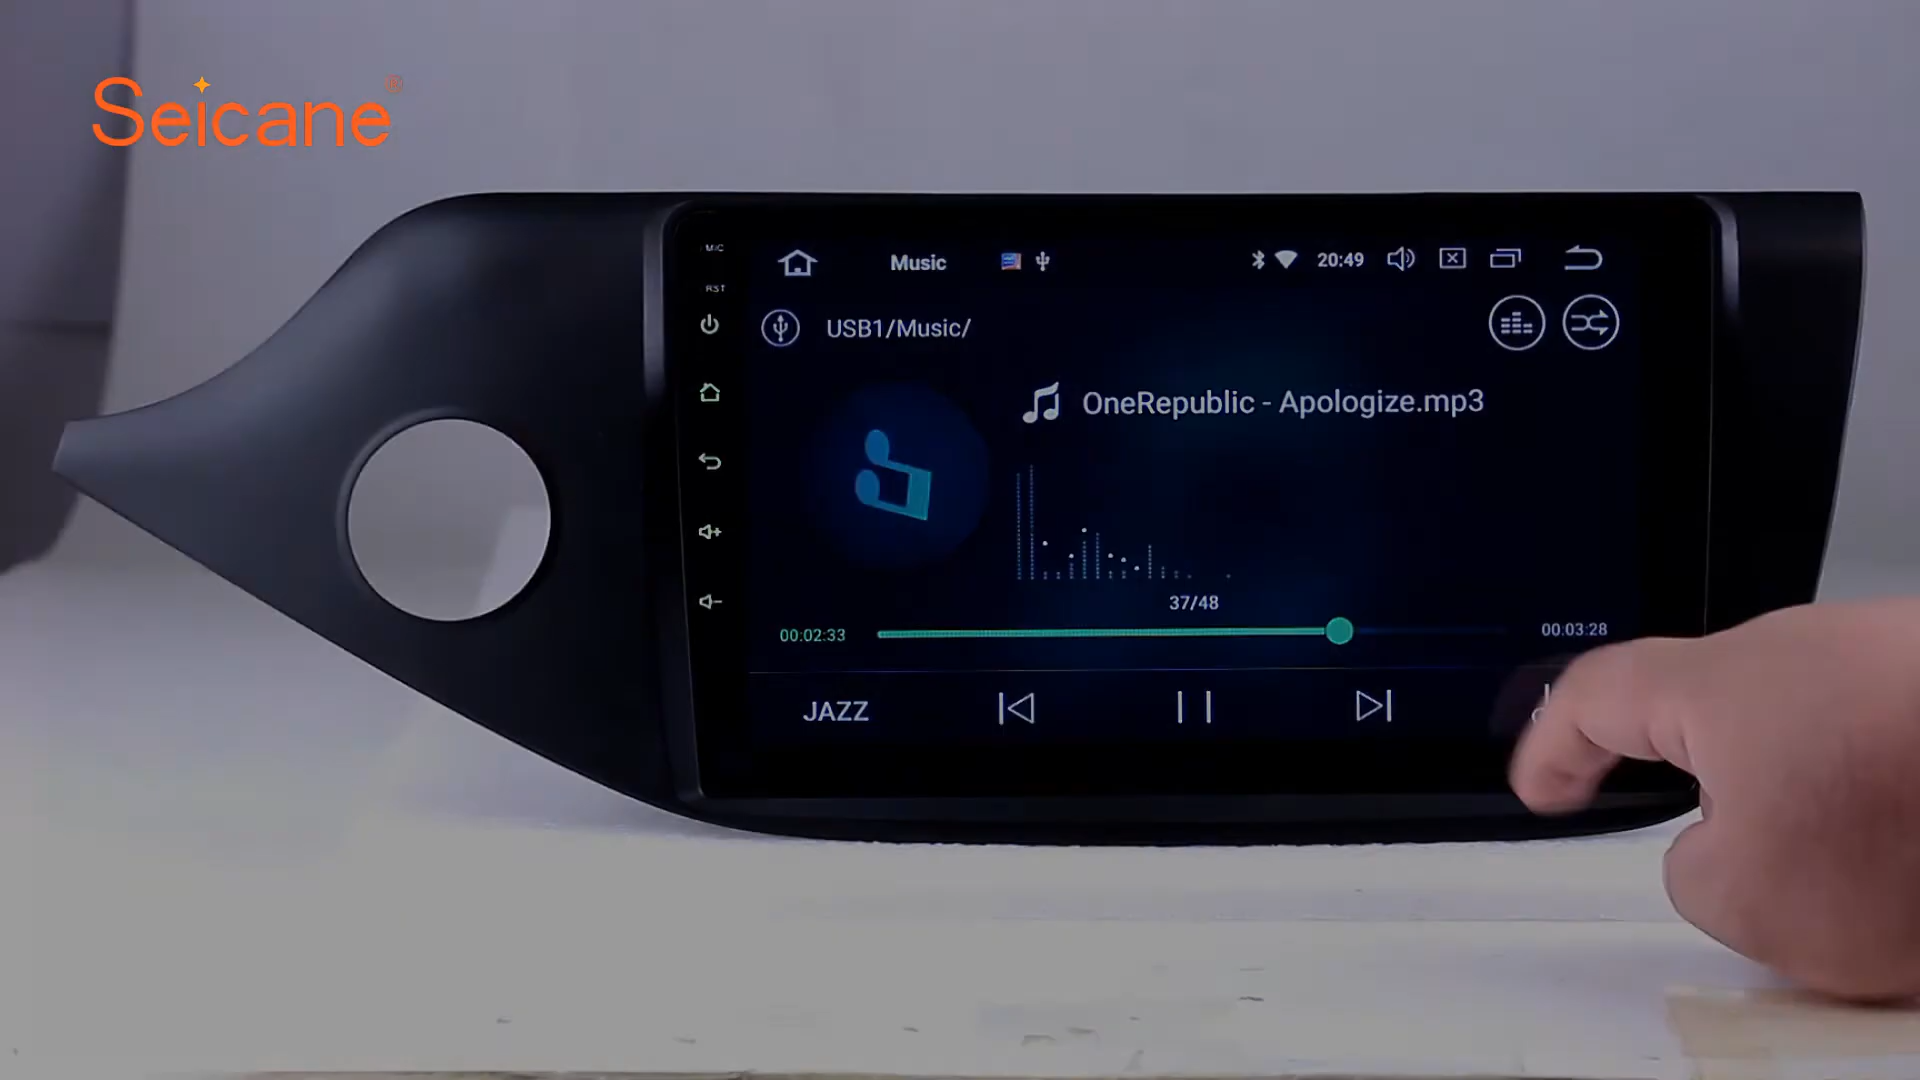 Seicane®
MIC
Music
20:49
RST
USB1/Music/
OneRepublic - Apologize.mp3
37/48
00:02:33
00:03:28
JAZZ